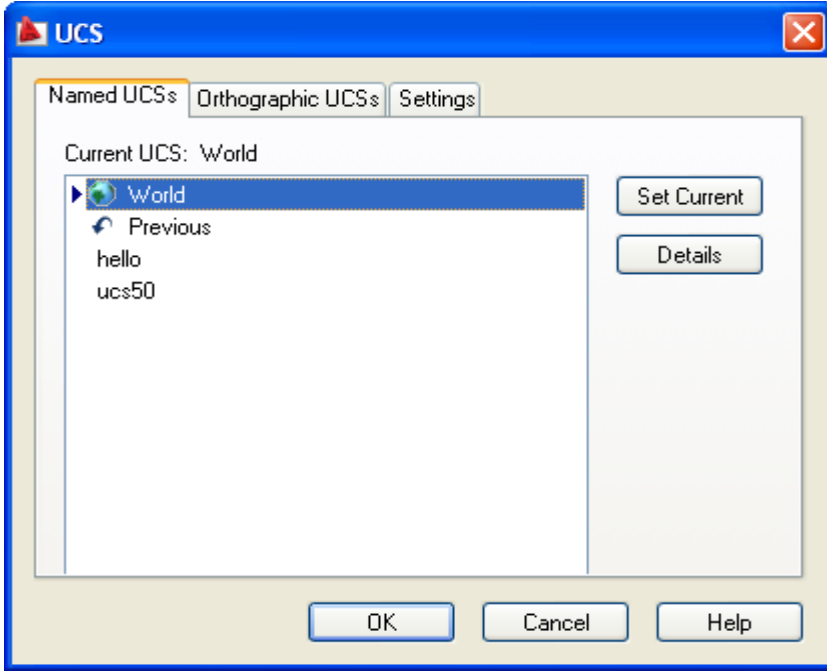 UCS
Named UCSs Orthographic UCSs Settings
Current UCS: World
World
Previous
hello
ucs50
Set Current
Details
OK Cancel Help